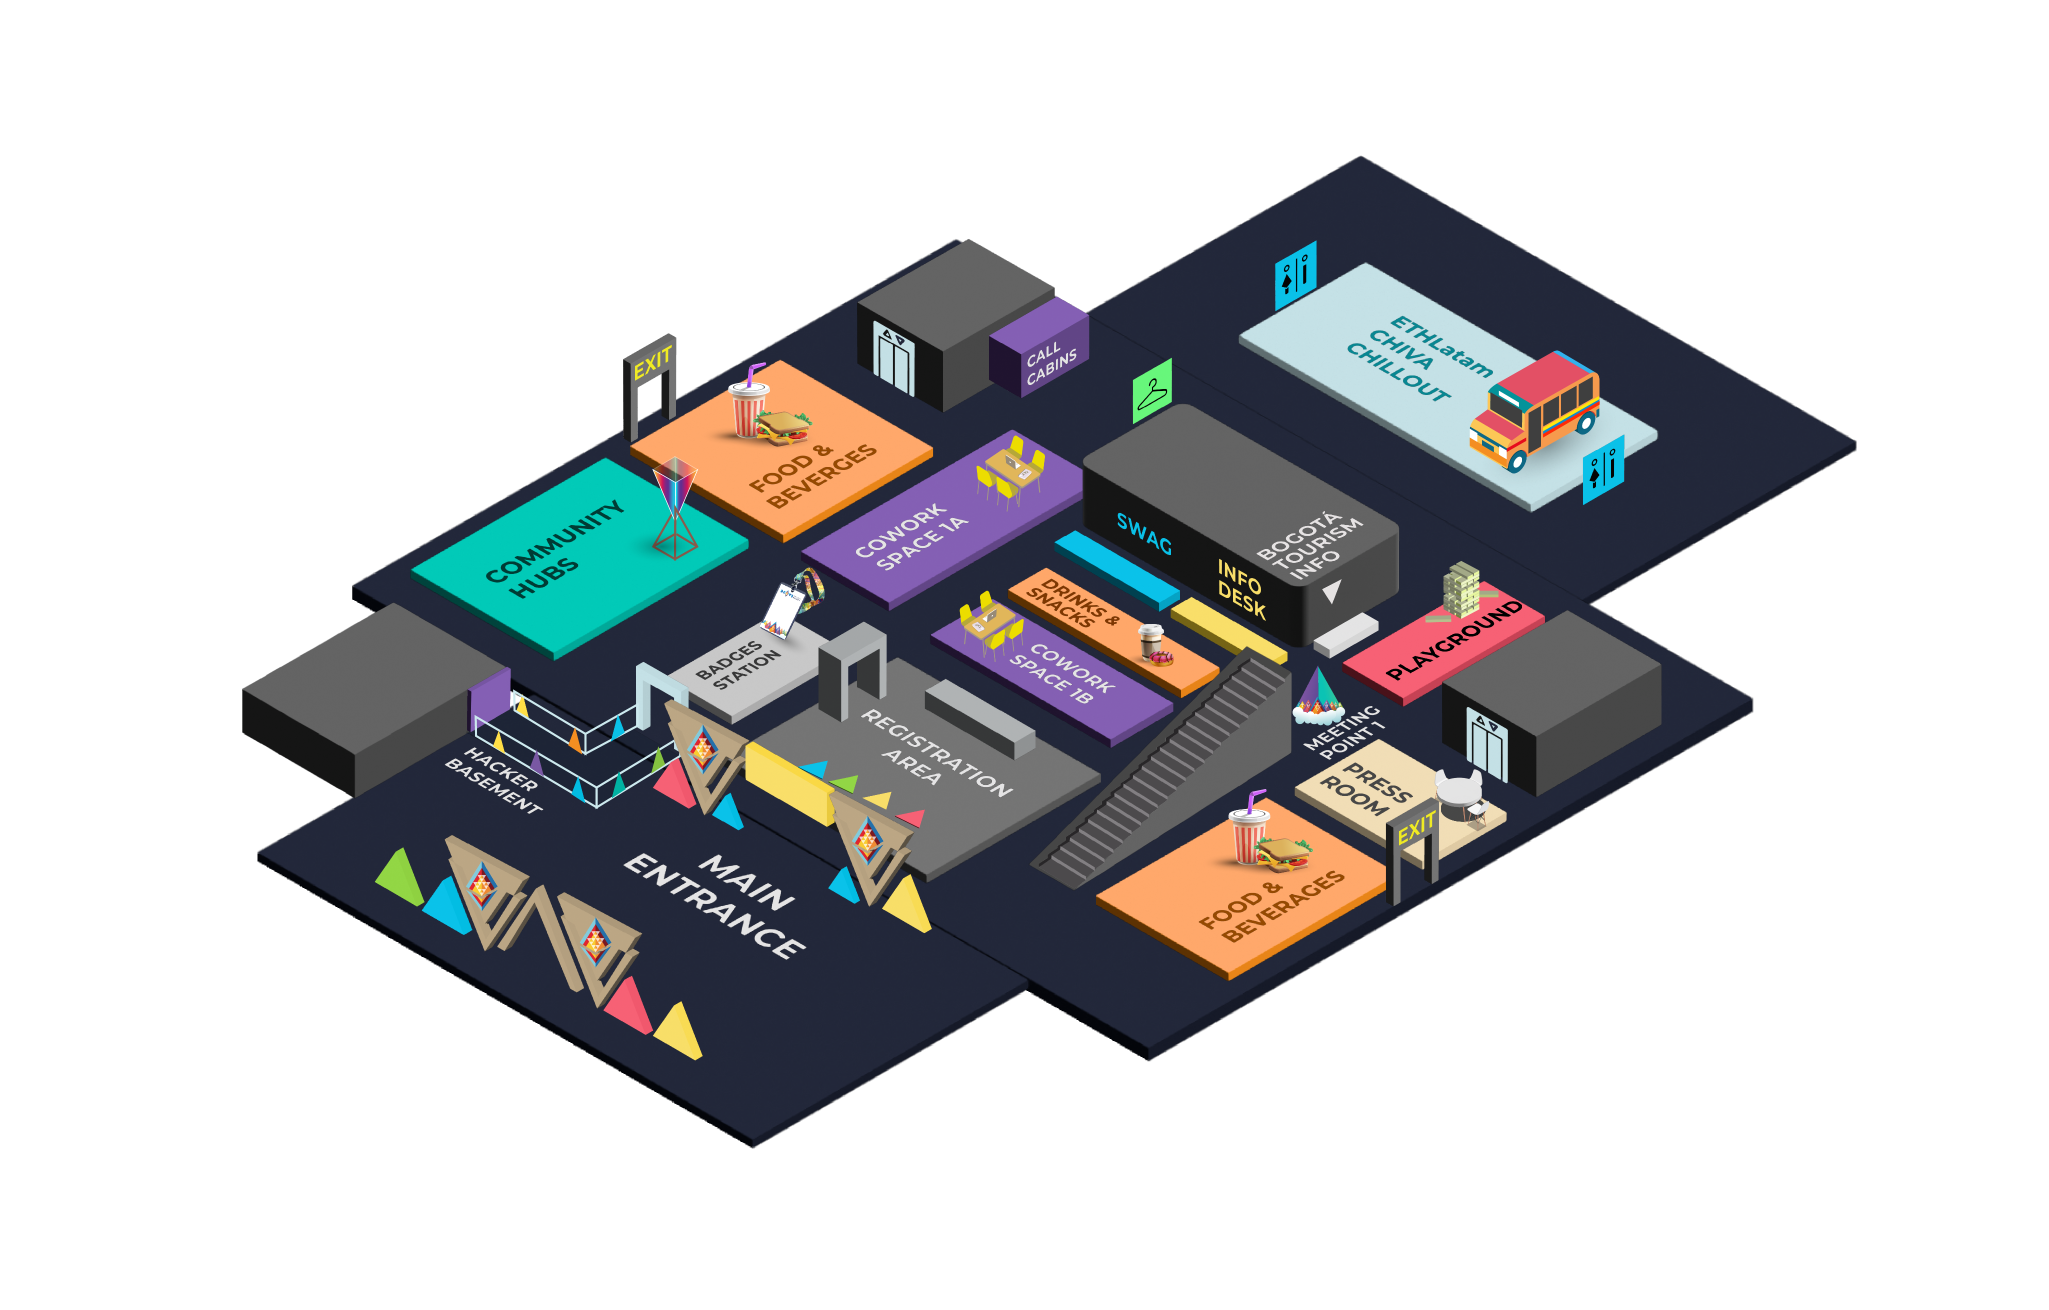 ETHLatam
CHIVA
CHILLOUT
EXIT
CALL
CABINS
FOOD &
BEVERGES
COMMUNITY
HUBS
COWORK
SPACE 1A
SWAG
INFO
DESK
BOGOTÁ
TOURISM
INFO
DRINKS &
SNACKS
COWORK
SPACE 1B
PLAYGROUND
BADGES
STATION
REGISTRATION
AREA
MEETING
POINT 1
PRESS
ROOM
EXIT
HACKER
BASEMENT
MAIN
ENTRANCE
FOOD &
BEVERAGES